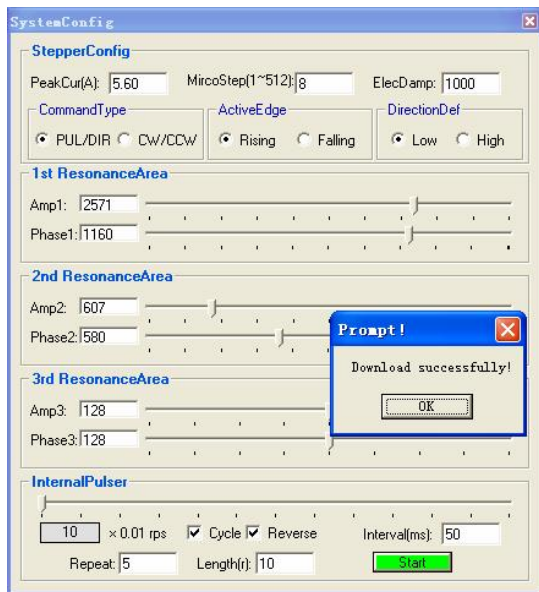 SystemConfig
StepperConfig
PeakCur(A): 5.60 MircoStep(1~512): 8 ElecDamp: 1000
CommandType ActiveEdge DirectionDef
PUL/DIR CW/CCW Rising Falling Low High
1st ResonanceArea
Amp1: 2571
Phase1: 1160
2nd ResonanceArea
Amp2: 607
Phase2: 580
Prompt!
Download successfully!
OK
3rd ResonanceArea
Amp3: 128
Phase3: 128
InternalPulser
10 × 0.01 rps Cycle Reverse Interval(ms): 50
Repeat: 5 Length(r): 10 Start